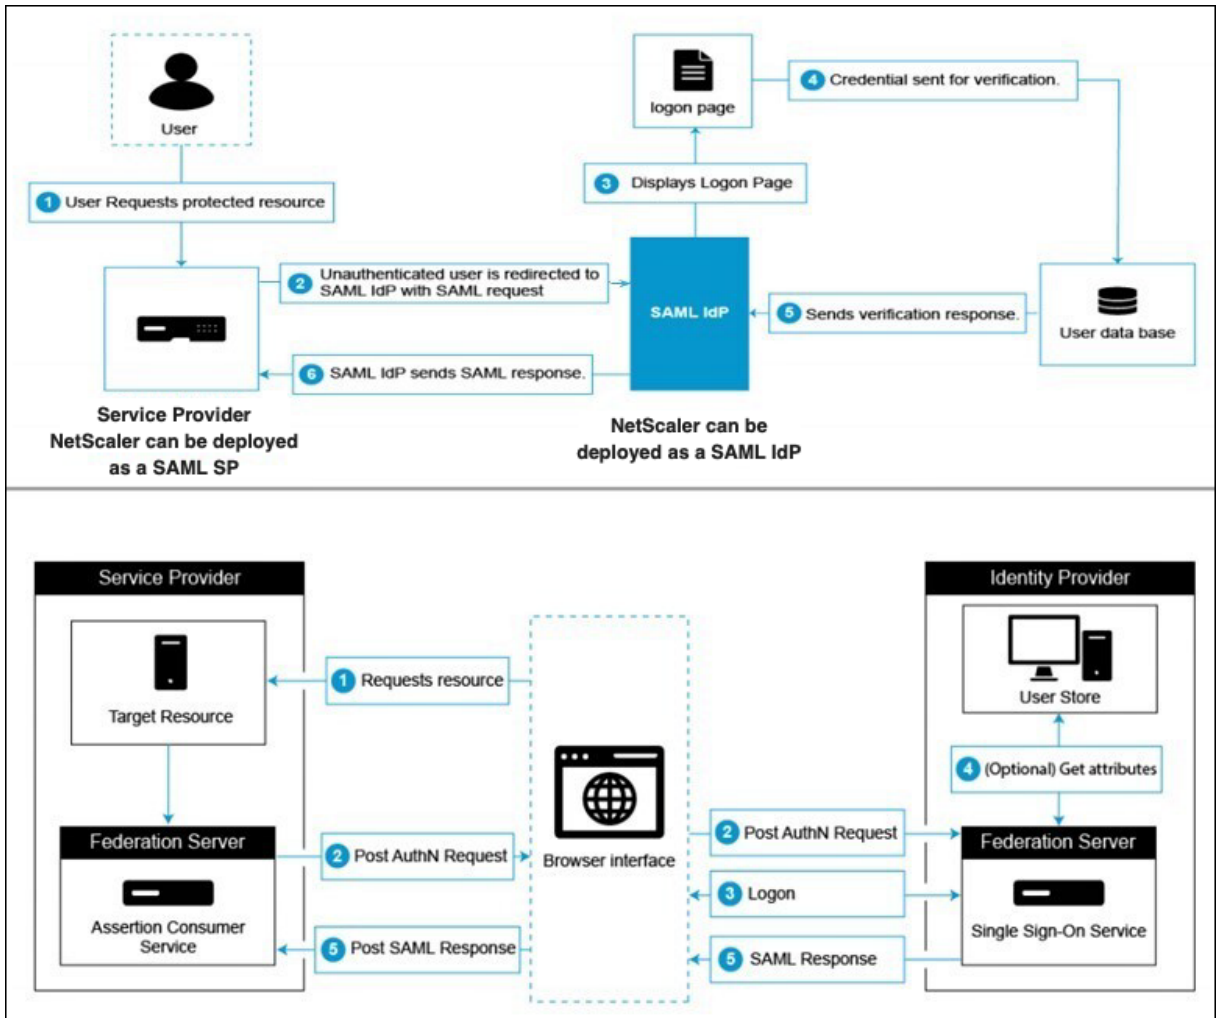 User
1 User Requests protected resource
2 Unauthenticated user is redirected to
SAML IdP with SAML request
3 Displays Logon Page
logon page
4 Credential sent for verification.
SAML IdP
5 Sends verification response.
User data base
6 SAML IdP sends SAML response.
Service Provider
NetScaler can be deployed
as a SAML SP
NetScaler can be
deployed as a SAML IdP
Service Provider
Target Resource
Federation Server
Assertion Consumer
Service
1 Requests resource
2 Post AuthN Request
5 Post SAML Response
Browser interface
2 Post AuthN Request
3 Logon
5 SAML Response
Identity Provider
User Store
4 (Optional) Get attributes
Federation Server
Single Sign-On Service